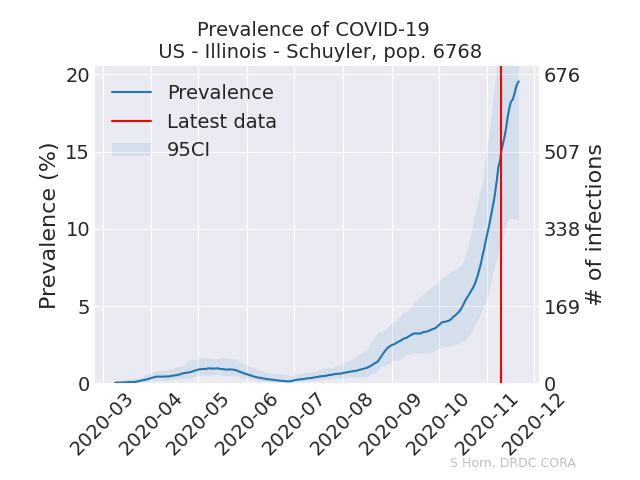 Prevalence of COVID-19
US - Illinois - Schuyler, pop. 6768
Prevalence (%)
20
15
10
5
0
Prevalence
Latest data
95CI
676
507
338
169
0
# of infections
2020-03
2020-04
2020-05
2020-06
2020-07
2020-08
2020-09
2020-10
2020-11
2020-12
S Horn, DRDC CORA